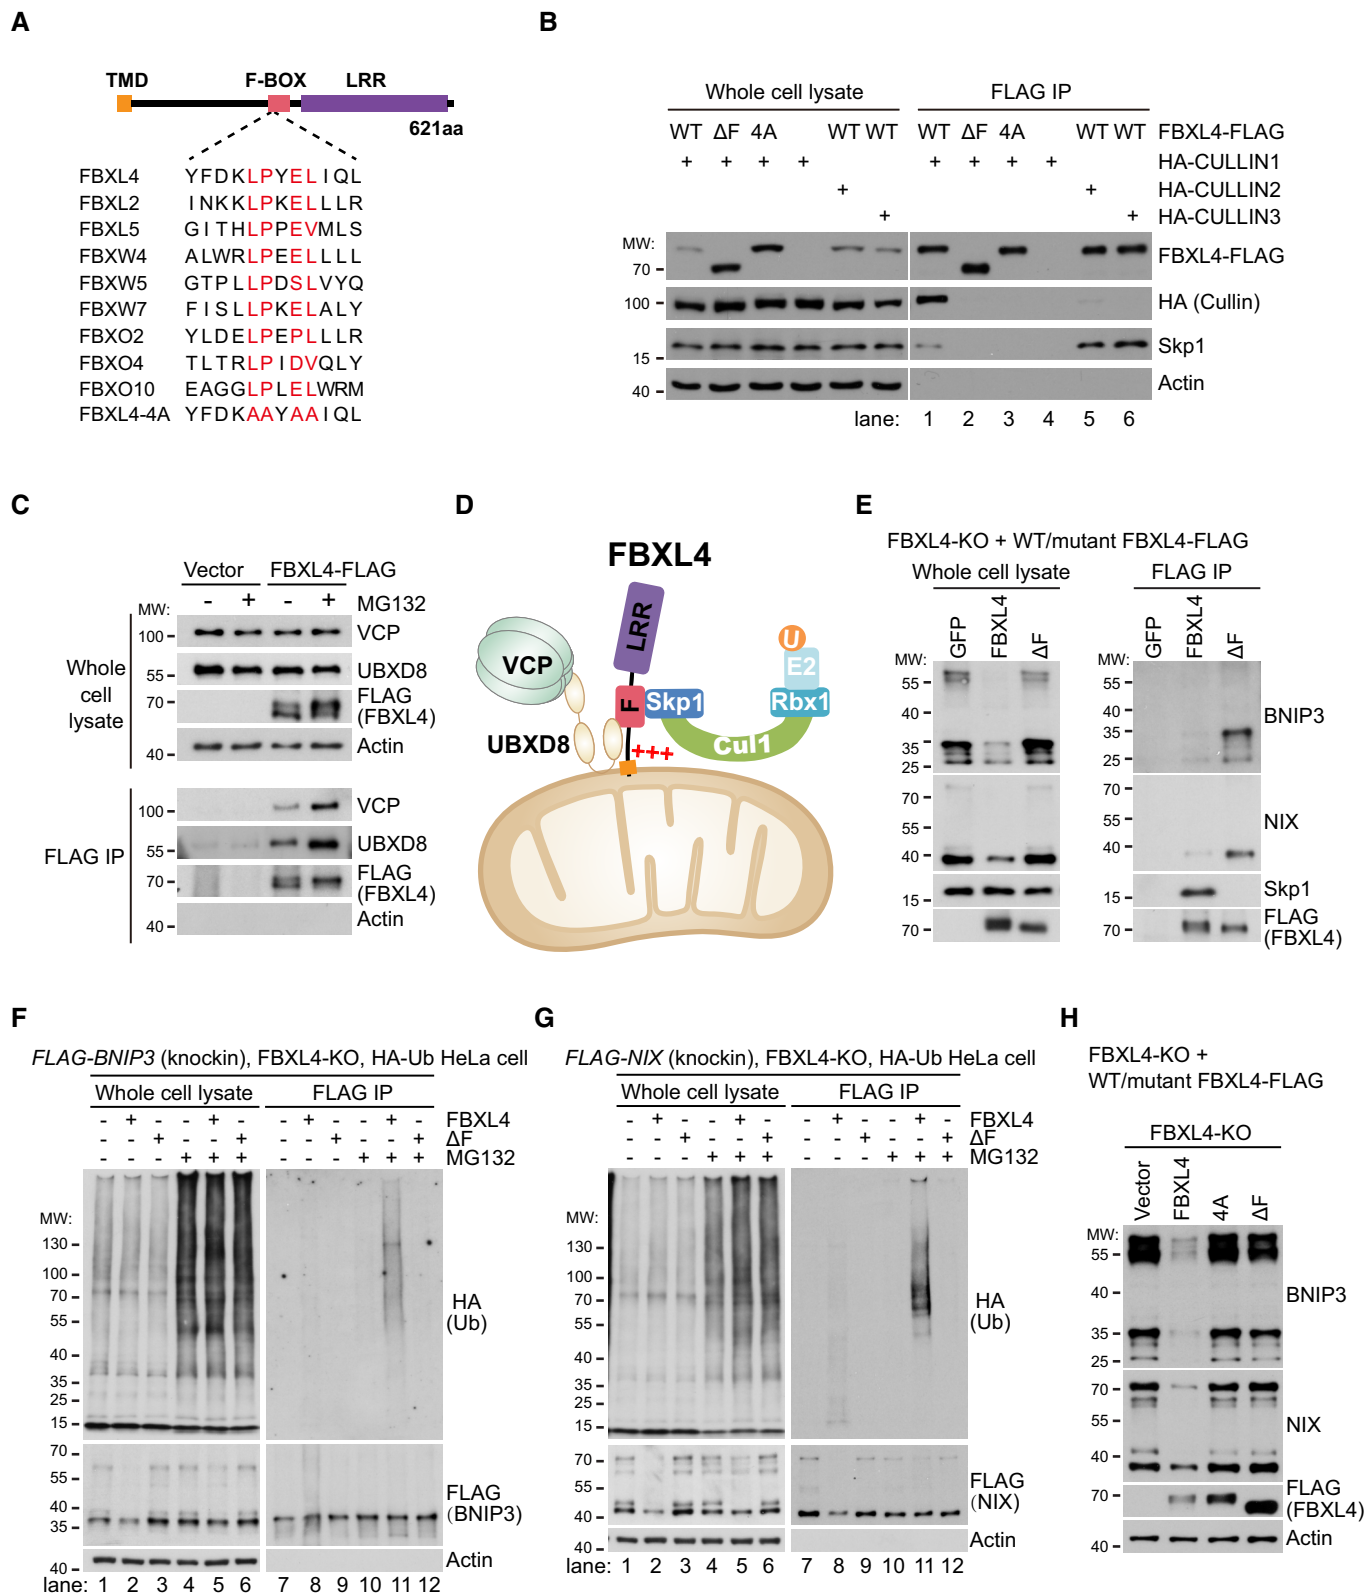 A
TMD F-BOX LRR
621aa
FBXL4 YFDKLPYELIQL
FBXL2 INKKLPKELLLR
FBXL5 GITHLPPEVMLS
FBXW4 ALWRLPEELLLL
FBXW5 GTPLLPDSLVYQ
FBXW7 FISLLPKELALY
FBXO2 YLDELPEPLLLR
FBXO4 TLTRLPIDVQLY
FBXO10 EAGGLPLELWRM
FBXL4-4A YFDKAAYAAIQL
B
Whole cell lysate FLAG IP
WT ΔF 4A WT WT WT ΔF 4A WT WT FBXL4-FLAG
+ + + + + + + + HA-CULLIN1
+ + HA-CULLIN2
+ + HA-CULLIN3
MW:
70 FBXL4-FLAG
100 HA (Cullin)
15 Skp1
40 Actin
lane: 1 2 3 4 5 6
C
Vector FBXL4-FLAG
- + - + MG132
MW:
Whole cell lysate
100 VCP
55 UBXD8
70 FLAG (FBXL4)
40 Actin
FLAG IP
100 VCP
55 UBXD8
70 FLAG (FBXL4)
40 Actin
D
FBXL4
LRR
VCP
F
Skp1
U
E2
Rbx1
Cul1
UBXD8
+++
E
FBXL4-KO + WT/mutant FBXL4-FLAG
Whole cell lysate FLAG IP
GFP FBXL4 ΔF GFP FBXL4 ΔF
MW: MW:
55 55
40 40
35 35
25 25
BNIP3
70 70
55 55
40 40
NIX
15 15 Skp1
70 70 FLAG (FBXL4)
F
FLAG-BNIP3 (knockin), FBXL4-KO, HA-Ub HeLa cell
Whole cell lysate FLAG IP
- + - - + - - + - - + - FBXL4
- - + - - + - - + - - + ΔF
- - - + + + - - - + + + MG132
MW:
130
100
70
55
40
35
25
15
HA (Ub)
70
55
40
35
FLAG (BNIP3)
40 Actin
lane: 1 2 3 4 5 6 7 8 9 10 11 12
G
FLAG-NIX (knockin), FBXL4-KO, HA-Ub HeLa cell
Whole cell lysate FLAG IP
- + - - + - - + - - + - FBXL4
- - + - - + - - + - - + ΔF
- - - + + + - - - + + + MG132
MW:
130
100
70
55
40
35
25
15
HA (Ub)
70
55
40
FLAG (NIX)
40 Actin
lane: 1 2 3 4 5 6 7 8 9 10 11 12
H
FBXL4-KO +
WT/mutant FBXL4-FLAG
FBXL4-KO
Vector FBXL4 4A ΔF
MW:
55
40
35
25
BNIP3
70
55
40
NIX
70 FLAG (FBXL4)
40 Actin